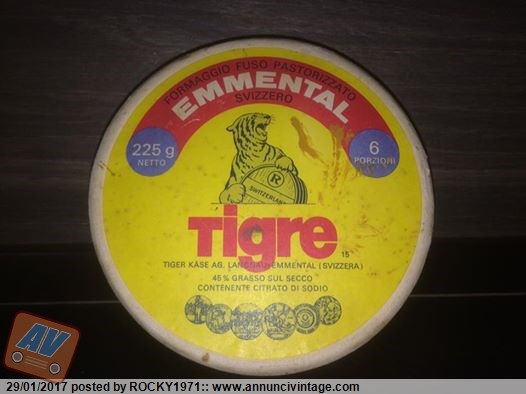 FORMAGGIO FUSO PASTORIZZATO
EMMENTAL
SVIZZERO
225 g
NETTO
6
PORZIONI
R
SWITZERLAND
Tigre
15
TIGER KÄSE AG. LANGNAU-EMMENTAL (SVIZZERA)
45% GRASSO SUL SECCO
CONTENENTE CITRATO DI SODIO
AV
29/01/2017 posted by ROCKY1971:: www.annuncivintage.com